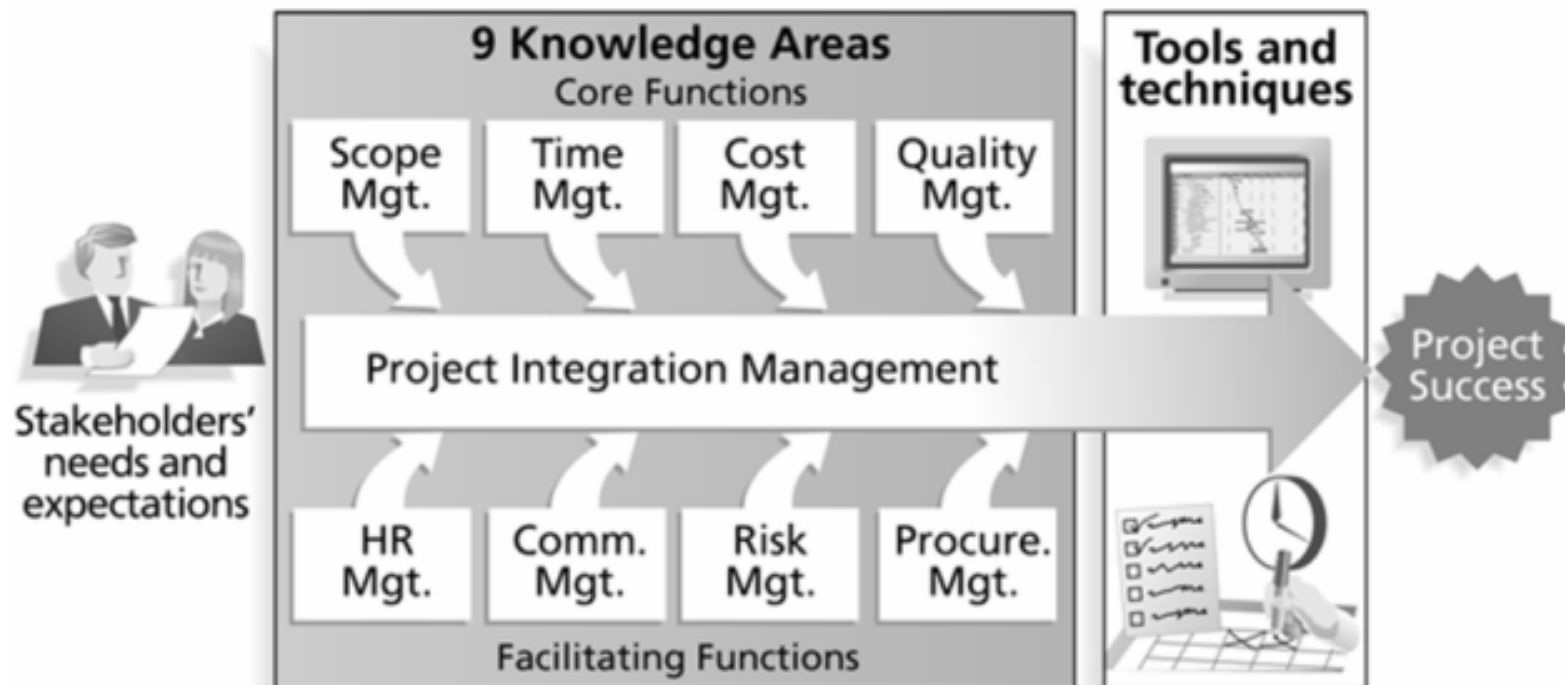 9 Knowledge Areas
Core Functions
Scope
Mgt.
Time
Mgt.
Cost
Mgt.
Quality
Mgt.
Project Integration Management
HR
Mgt.
Comm.
Mgt.
Risk
Mgt.
Procure.
Mgt.
Facilitating Functions
Stakeholders'
needs and
expectations
Tools and
techniques
Project
Success